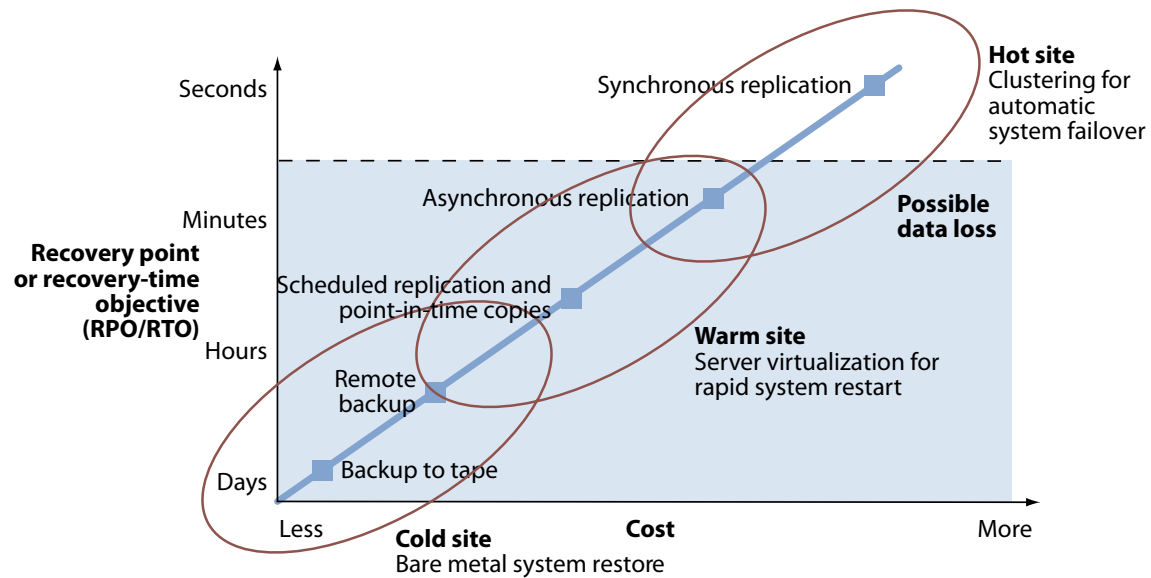 Hot site
Clustering for
automatic
system failover
Synchronous replication
Seconds
Asynchronous replication
Possible
data loss
Minutes
Recovery point
or recovery-time
objective
(RPO/RTO)
Scheduled replication and
point-in-time copies
Warm site
Server virtualization for
rapid system restart
Hours
Remote
backup
Backup to tape
Days
Less
Cost
More
Cold site
Bare metal system restore